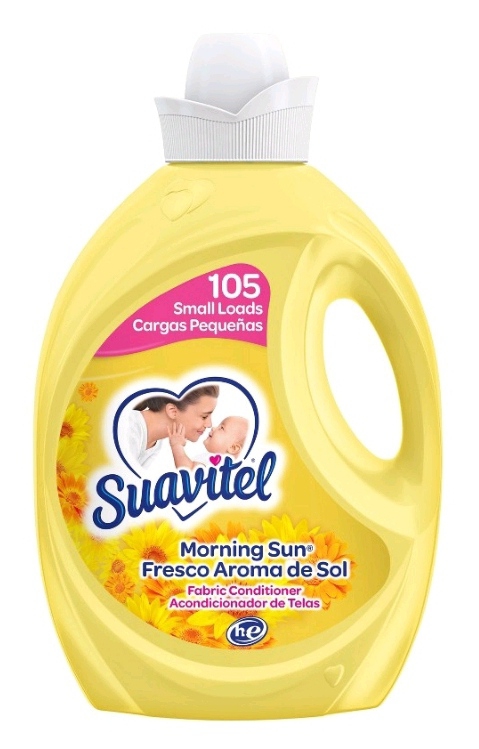 105
Small Loads
Cargas Pequeñas
Suavitel®
Morning Sun®
Fresco Aroma de Sol
Fabric Conditioner
Acondicionador de Telas
he